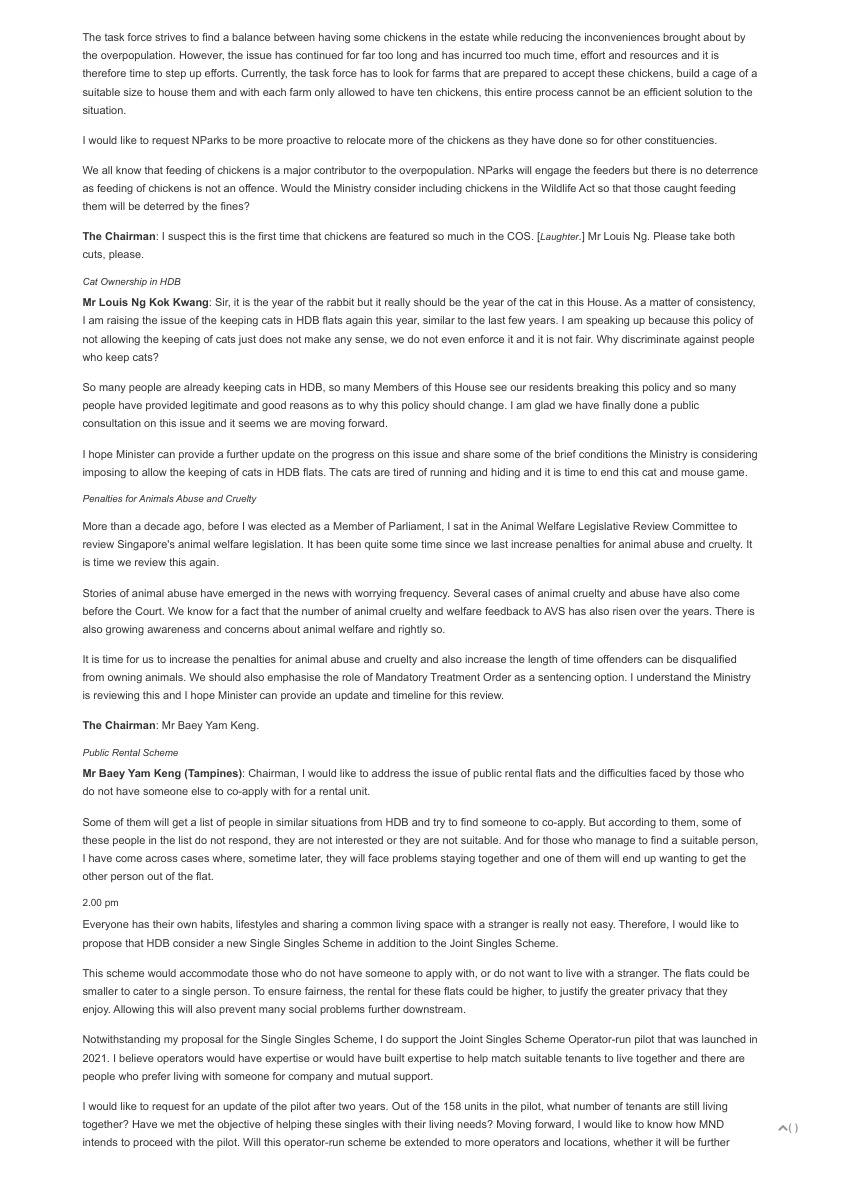 The task force strives to find a balance between having some chickens in the estate while reducing the inconveniences brought about by
the overpopulation. However, the issue has continued for far too long and has incurred too much time, effort and resources and it is
therefore time to step up efforts. Currently, the task force has to look for farms that are prepared to accept these chickens, build a cage of a
suitable size to house them and with each farm only allowed to have ten chickens, this entire process cannot be an efficient solution to the
situation.
I would like to request NParks to be more proactive to relocate more of the chickens as they have done so for other constituencies.
We all know that feeding of chickens is a major contributor to the overpopulation. NParks will engage the feeders but there is no deterrence
as feeding of chickens is not an offence. Would the Ministry consider including chickens in the Wildlife Act so that those caught feeding
them will be deterred by the fines?
The Chairman: I suspect this is the first time that chickens are featured so much in the COS. [Laughter.] Mr Louis Ng. Please take both
cuts, please.
Cat Ownership in HDB
Mr Louis Ng Kok Kwang: Sir, it is the year of the rabbit but it really should be the year of the cat in this House. As a matter of consistency,
I am raising the issue of the keeping cats in HDB flats again this year, similar to the last few years. I am speaking up because this policy of
not allowing the keeping of cats just does not make any sense, we do not even enforce it and it is not fair. Why discriminate against people
who keep cats?
So many people are already keeping cats in HDB, so many Members of this House see our residents breaking this policy and so many
people have provided legitimate and good reasons as to why this policy should change. I am glad we have finally done a public
consultation on this issue and it seems we are moving forward.
I hope Minister can provide a further update on the progress on this issue and share some of the brief conditions the Ministry is considering
imposing to allow the keeping of cats in HDB flats. The cats are tired of running and hiding and it is time to end this cat and mouse game.
Penalties for Animals Abuse and Cruelty
More than a decade ago, before I was elected as a Member of Parliament, I sat in the Animal Welfare Legislative Review Committee to
review Singapore's animal welfare legislation. It has been quite some time since we last increase penalties for animal abuse and cruelty. It
is time we review this again.
Stories of animal abuse have emerged in the news with worrying frequency. Several cases of animal cruelty and abuse have also come
before the Court. We know for a fact that the number of animal cruelty and welfare feedback to AVS has also risen over the years. There is
also growing awareness and concerns about animal welfare and rightly so.
It is time for us to increase the penalties for animal abuse and cruelty and also increase the length of time offenders can be disqualified
from owning animals. We should also emphasise the role of Mandatory Treatment Order as a sentencing option. I understand the Ministry
is reviewing this and I hope Minister can provide an update and timeline for this review.
The Chairman: Mr Baey Yam Keng.
Public Rental Scheme
Mr Baey Yam Keng (Tampines): Chairman, I would like to address the issue of public rental flats and the difficulties faced by those who
do not have someone else to co-apply with for a rental unit.
Some of them will get a list of people in similar situations from HDB and try to find someone to co-apply. But according to them, some of
these people in the list do not respond, they are not interested or they are not suitable. And for those who manage to find a suitable person,
I have come across cases where, sometime later, they will face problems staying together and one of them will end up wanting to get the
other person out of the flat.
2.00 pm
Everyone has their own habits, lifestyles and sharing a common living space with a stranger is really not easy. Therefore, I would like to
propose that HDB consider a new Single Singles Scheme in addition to the Joint Singles Scheme.
This scheme would accommodate those who do not have someone to apply with, or do not want to live with a stranger. The flats could be
smaller to cater to a single person. To ensure fairness, the rental for these flats could be higher, to justify the greater privacy that they
enjoy. Allowing this will also prevent many social problems further downstream.
Notwithstanding my proposal for the Single Singles Scheme, I do support the Joint Singles Scheme Operator-run pilot that was launched in
2021. I believe operators would have expertise or would have built expertise to help match suitable tenants to live together and there are
people who prefer living with someone for company and mutual support.
I would like to request for an update of the pilot after two years. Out of the 158 units in the pilot, what number of tenants are still living
together? Have we met the objective of helping these singles with their living needs? Moving forward, I would like to know how MND
intends to proceed with the pilot. Will this operator-run scheme be extended to more operators and locations, whether it will be further
( )